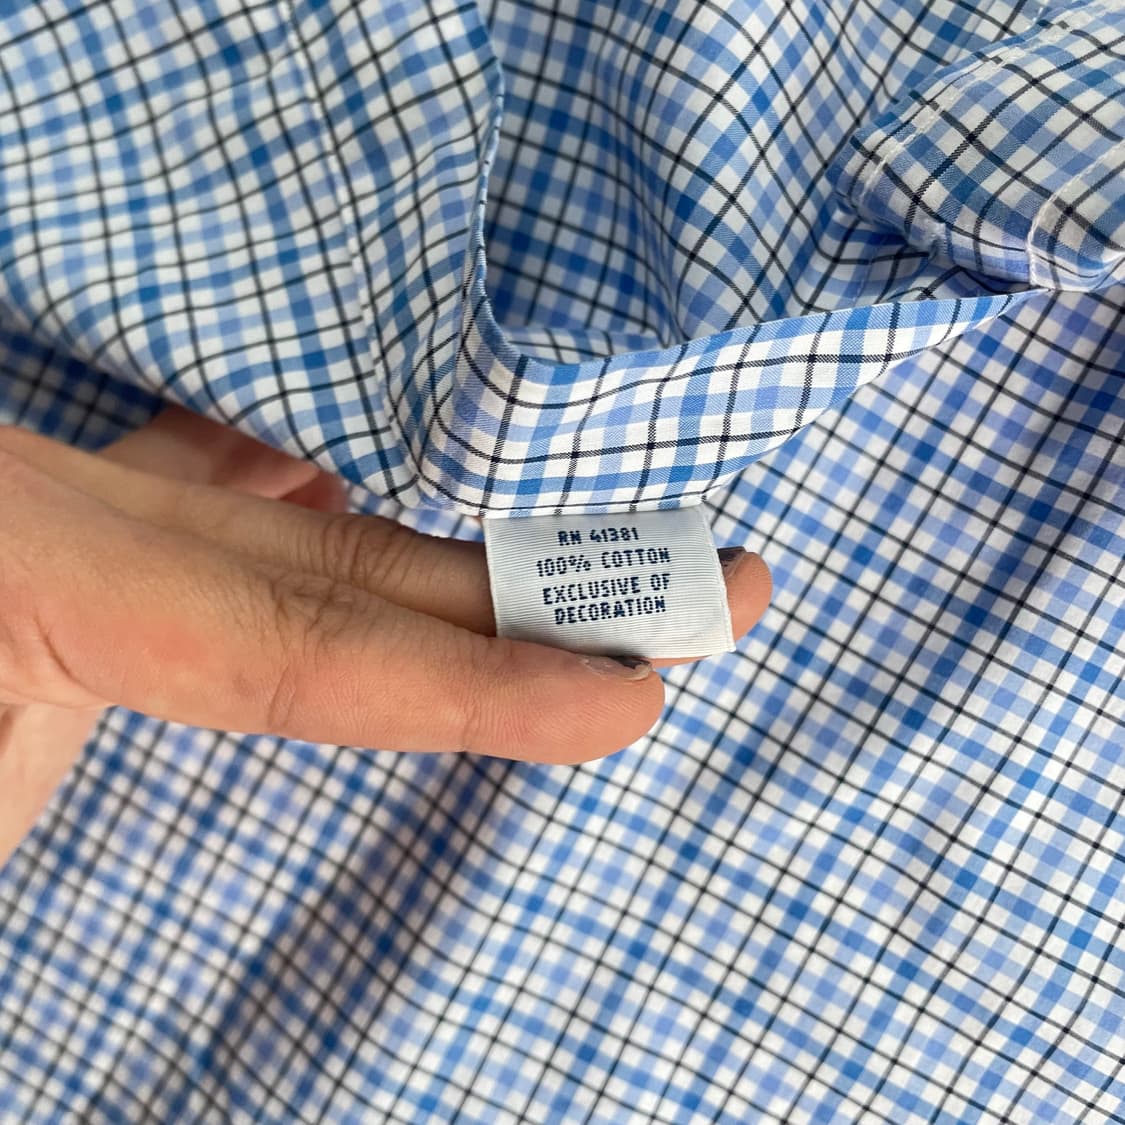 RN 41381
100% COTTON
EXCLUSIVE OF
DECORATION